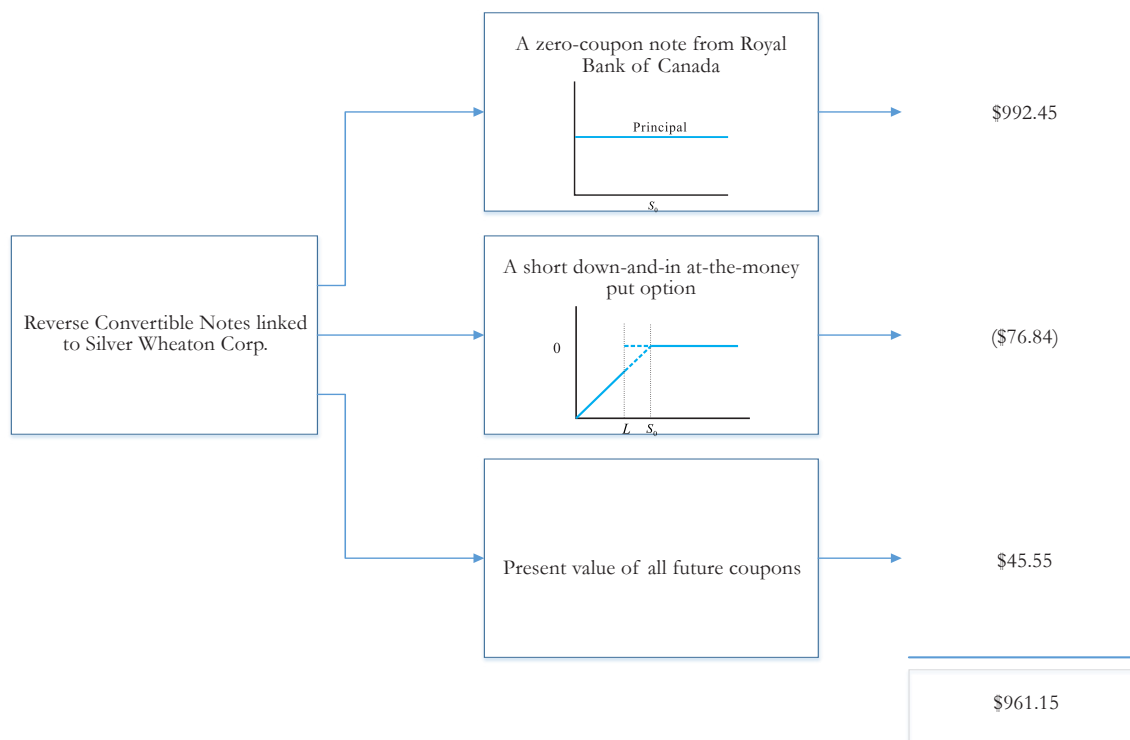 A zero-coupon note from Royal
Bank of Canada
Principal
S₀
$992.45
Reverse Convertible Notes linked
to Silver Wheaton Corp.
A short down-and-in at-the-money
put option
0
L S₀
($76.84)
Present value of all future coupons
$45.55
$961.15